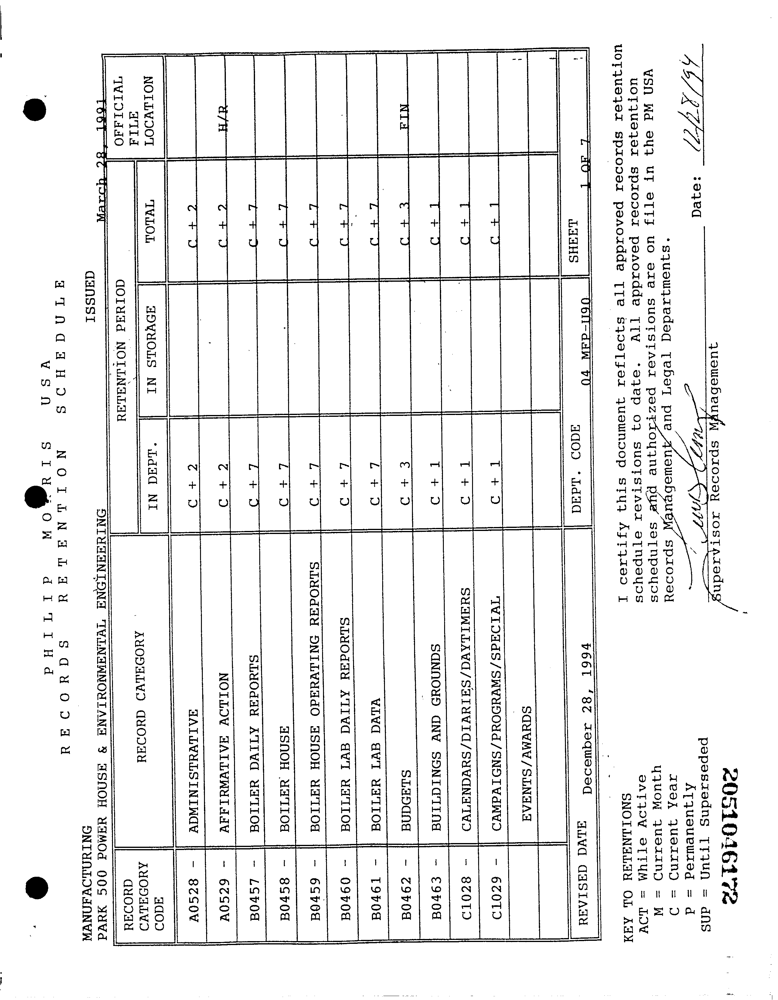 PHILIP MORRIS USA
RECORDS RETENTION SCHEDULE
MANUFACTURING ISSUED
PARK 500 POWER HOUSE & ENVIRONMENTAL ENGINEERING March 28, 1991
RECORD CATEGORY CODE RECORD CATEGORY RETENTION PERIOD OFFICIAL FILE LOCATION
IN DEPT. IN STORAGE TOTAL
A0528 - ADMINISTRATIVE C + 2 C + 2
A0529 - AFFIRMATIVE ACTION C + 2 C + 2 H/R
B0457 - BOILER DAILY REPORTS C + 7 C + 7
B0458 - BOILER HOUSE C + 7 C + 7
B0459 - BOILER HOUSE OPERATING REPORTS C + 7 C + 7
B0460 - BOILER LAB DAILY REPORTS C + 7 C + 7
B0461 - BOILER LAB DATA C + 7 C + 7
B0462 - BUDGETS C + 3 C + 3 FIN
B0463 - BUILDINGS AND GROUNDS C + 1 C + 1
C1028 - CALENDARS/DIARIES/DAYTIMERS C + 1 C + 1
C1029 - CAMPAIGNS/PROGRAMS/SPECIAL C + 1 C + 1
EVENTS/AWARDS
REVISED DATE December 28, 1994 DEPT. CODE 04 MFP-U90 SHEET 1 OF 7
KEY TO RETENTIONS
ACT = While Active
M = Current Month
C = Current Year
P = Permanently
SUP = Until Superseded
I certify this document reflects all approved records retention
schedule revisions to date. All approved records retention
schedules and authorized revisions are on file in the PM USA
Records Management and Legal Departments.
Date: 12/28/94
Supervisor Records Management
2051046172